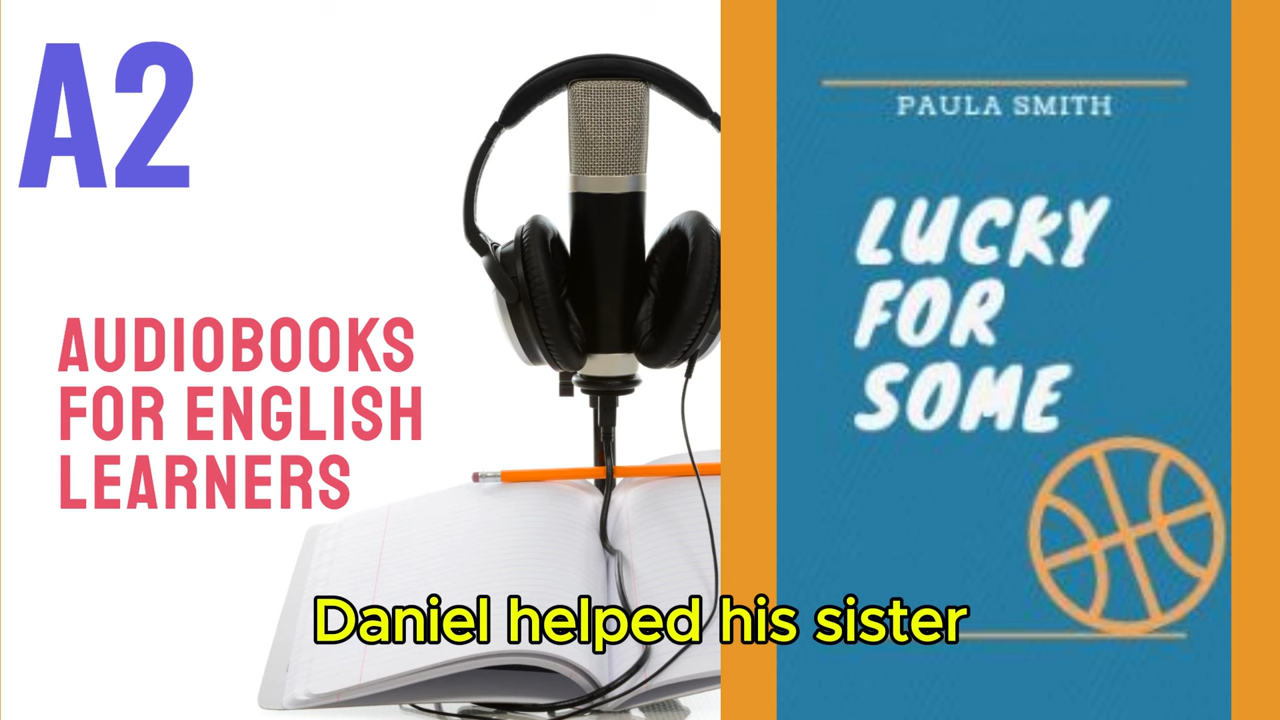 A2
AUDIOBOOKS
FOR ENGLISH
LEARNERS
PAULA SMITH
LUCKY
FOR
SOME
Daniel helped his sister